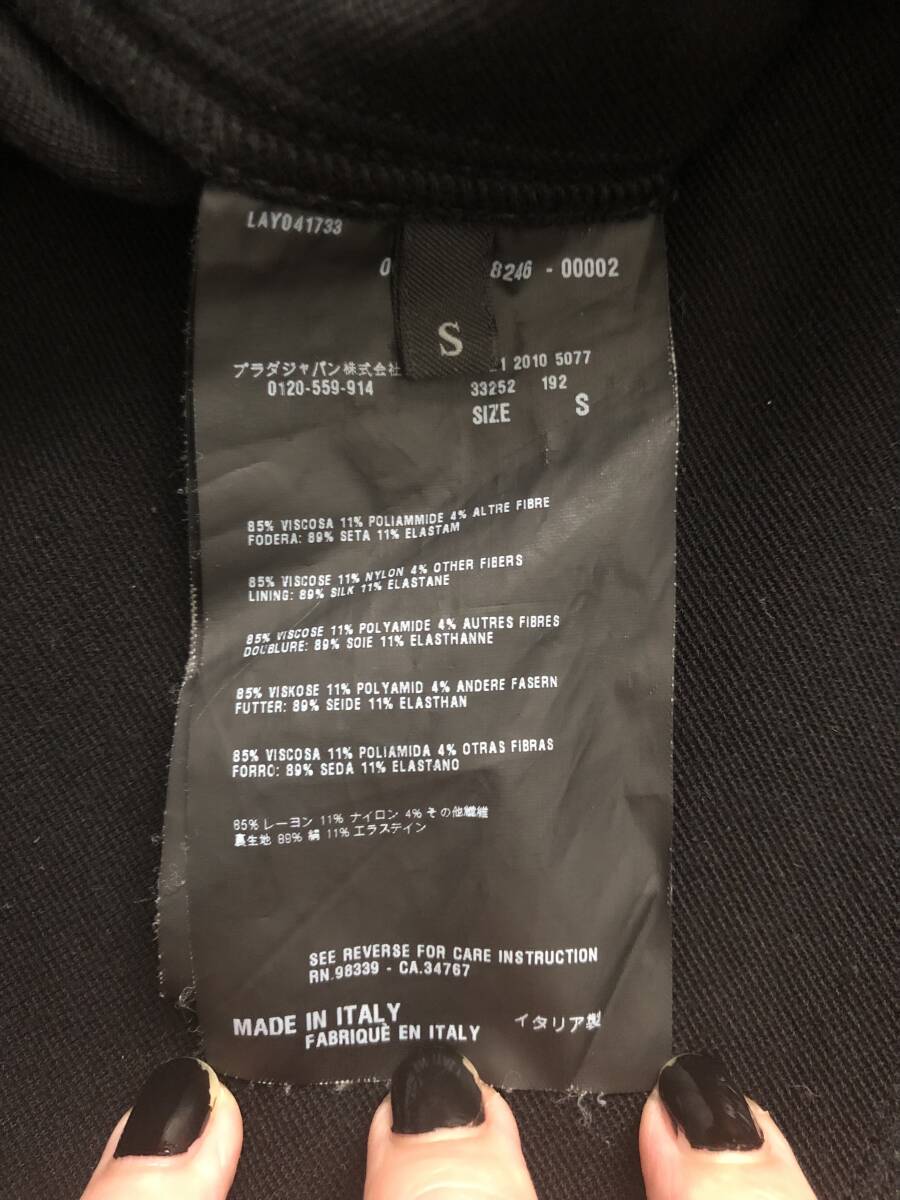 LAY041733
8246 - 00002
S
プラダジャパン株式会社
2010 5077
0120-559-914
33252 192
SIZE S
85% VISCOSA 11% POLIAMMIDE 4% ALTRE FIBRE
FODERA: 89% SETA 11% ELASTAM
85% VISCOSE 11% NYLON 4% OTHER FIBERS
LINING: 89% SILK 11% ELASTANE
85% VISCOSE 11% POLYAMIDE 4% AUTRES FIBRES
DOUBLURE: 89% SOIE 11% ELASTHANNE
85% VISKOSE 11% POLYAMID 4% ANDERE FASERN
FUTTER: 89% SEIDE 11% ELASTHAN
85% VISCOSA 11% POLIAMIDA 4% OTRAS FIBRAS
FORRO: 89% SEDA 11% ELASTANO
85% レーヨン 11% ナイロン 4% その他繊維
裏生地 89% 絹 11% エラステイン
SEE REVERSE FOR CARE INSTRUCTION
RN.98339 - CA.34767
MADE IN ITALY
FABRIQUÈ EN ITALY
イタリア製